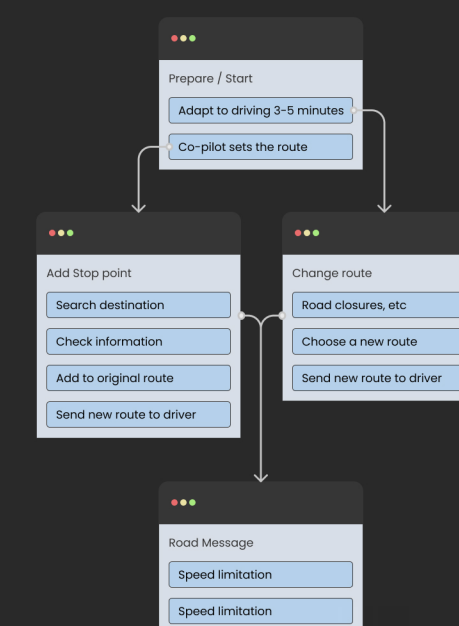 Prepare / Start
Adapt to driving 3-5 minutes
Co-pilot sets the route
Add Stop point
Search destination
Check information
Add to original route
Send new route to driver
Change route
Road closures, etc
Choose a new route
Send new route to driver
Road Message
Speed limitation
Speed limitation